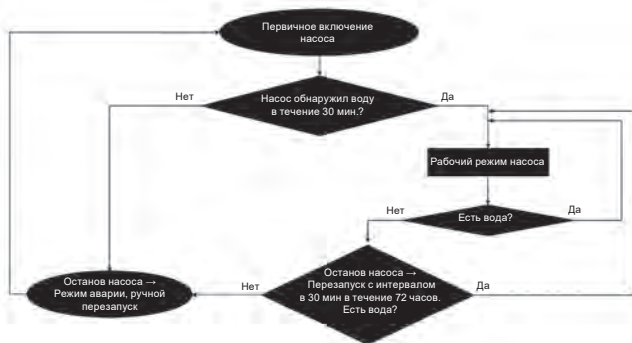 Первичное включение
насоса
Нет
Насос обнаружил воду
в течение 30 мин.?
Да
Рабочий режим насоса
Нет
Есть вода?
Да
Останов насоса →
Режим аварии, ручной
перезапуск
Нет
Останов насоса →
Перезапуск с интервалом
в 30 мин в течение 72 часов.
Есть вода?
Да